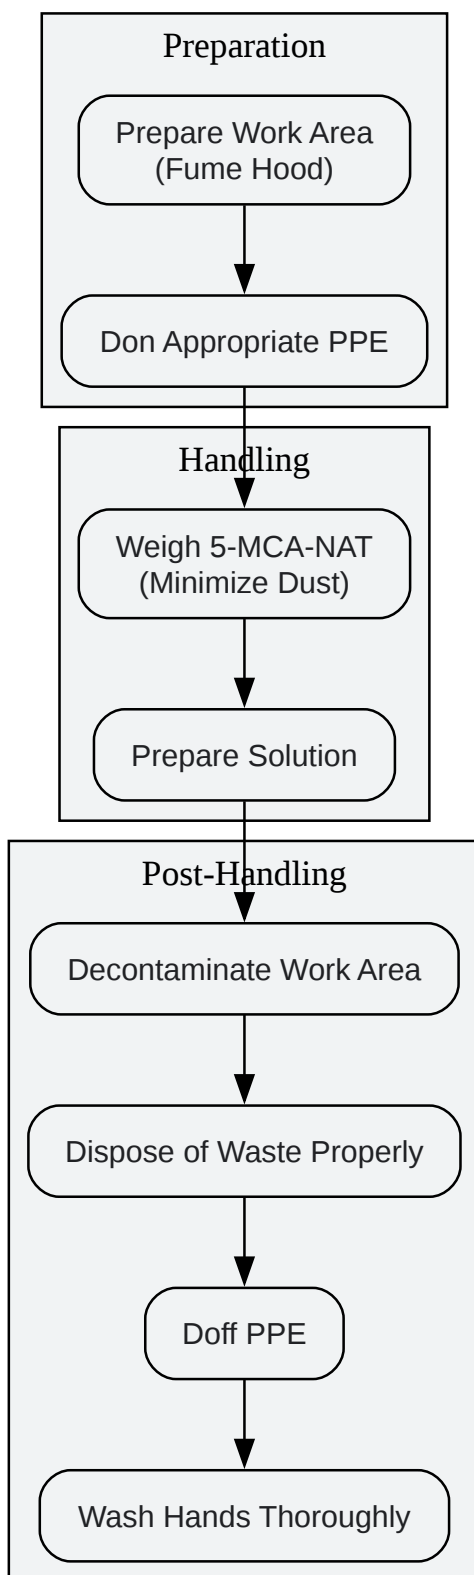 Preparation
Prepare Work Area
(Fume Hood)
Don Appropriate PPE
Handling
Weigh 5-MCA-NAT
(Minimize Dust)
Prepare Solution
Post-Handling
Decontaminate Work Area
Dispose of Waste Properly
Doff PPE
Wash Hands Thoroughly